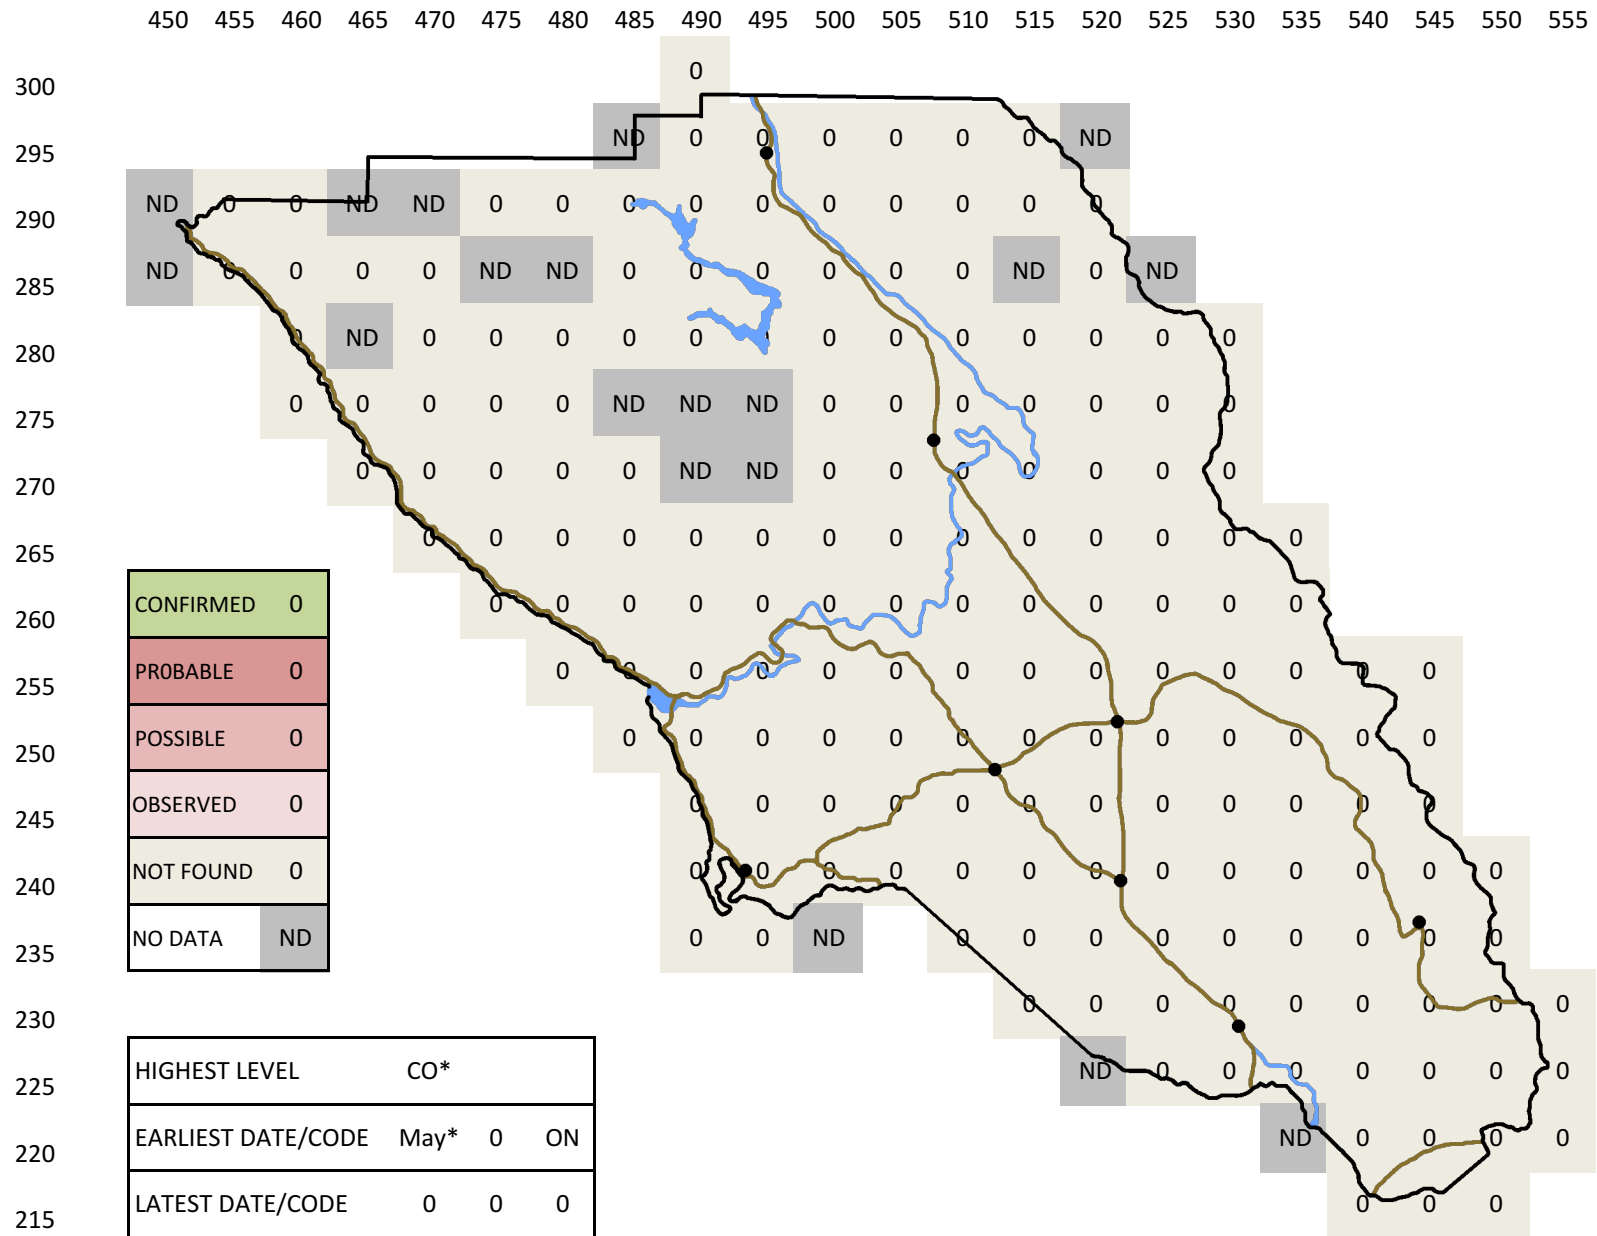 450 455 460 465 470 475 480 485 490 495 500 505 510 515 520 525 530 535 540 545 550 555
300 0
295 ND 0 0 0 0 0 0 ND
290 ND 0 0 ND ND 0 0 0 0 0 0 0 0 0 0
285 ND 0 0 0 0 ND ND 0 0 0 0 0 0 ND 0 ND
280 0 ND 0 0 0 0 0 0 0 0 0 0 0 0 0
275 0 0 0 0 0 ND ND ND 0 0 0 0 0 0 0
270 0 0 0 0 0 ND ND 0 0 0 0 0 0 0
265 0 0 0 0 0 0 0 0 0 0 0 0 0 0
260 CONFIRMED 0 0 0 0 0 0 0 0 0 0 0 0 0 0
255 PR0BABLE 0 0 0 0 0 0 0 0 0 0 0 0 0 0 0
250 POSSIBLE 0 0 0 0 0 0 0 0 0 0 0 0 0 0
245 OBSERVED 0 0 0 0 0 0 0 0 0 0 0 0 0
240 NOT FOUND 0 0 0 0 0 0 0 0 0 0 0 0 0 0
235 NO DATA ND 0 0 ND 0 0 0 0 0 0 0 0 0
230 0 0 0 0 0 0 0 0 0
225 HIGHEST LEVEL CO* ND 0 0 0 0 0 0 0
220 EARLIEST DATE/CODE May* 0 ON ND 0 0 0 0
215 LATEST DATE/CODE 0 0 0 0 0 0